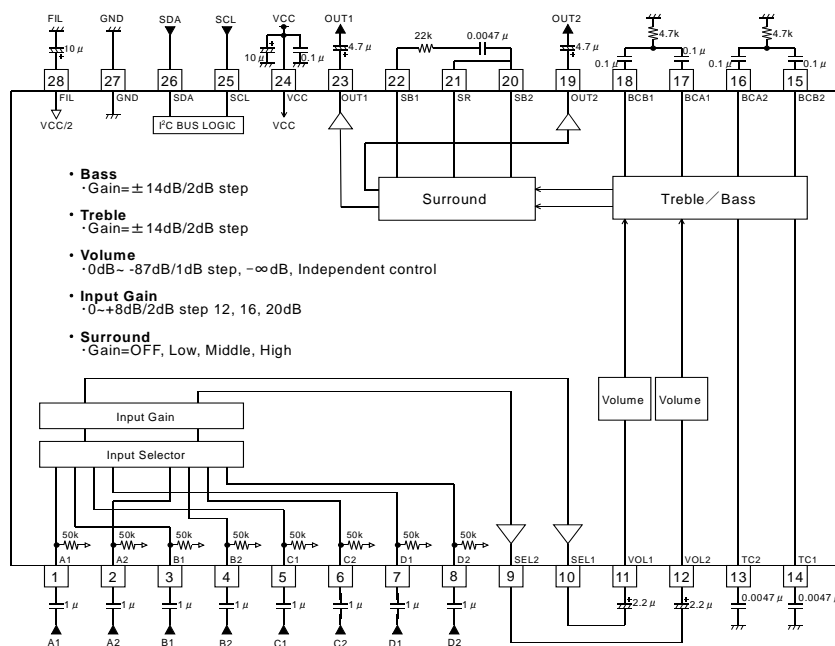 FIL GND SDA SCL VCC OUT1 OUT2
10μ 10μ 0.1μ 4.7μ 22k 0.0047μ 4.7μ 4.7k 4.7k
0.1μ 0.1μ 0.1μ 0.1μ
28 27 26 25 24 23 22 21 20 19 18 17 16 15
FIL GND SDA SCL VCC OUT1 SB1 SR SB2 OUT2 BCB1 BCA1 BCA2 BCB2
VCC/2 I²C BUS LOGIC VCC
Surround Treble/Bass
• Bass
・Gain=±14dB/2dB step
• Treble
・Gain=±14dB/2dB step
• Volume
・0dB~ -87dB/1dB step, -∞dB, Independent control
• Input Gain
・0~+8dB/2dB step 12, 16, 20dB
• Surround
・Gain=OFF, Low, Middle, High
Volume Volume
Input Gain
Input Selector
50k 50k 50k 50k 50k 50k 50k 50k
A1 A2 B1 B2 C1 C2 D1 D2 SEL2 SEL1 VOL1 VOL2 TC2 TC1
1 2 3 4 5 6 7 8 9 10 11 12 13 14
1μ 1μ 1μ 1μ 1μ 1μ 1μ 1μ 2.2μ 2.2μ 0.0047μ 0.0047μ
A1 A2 B1 B2 C1 C2 D1 D2